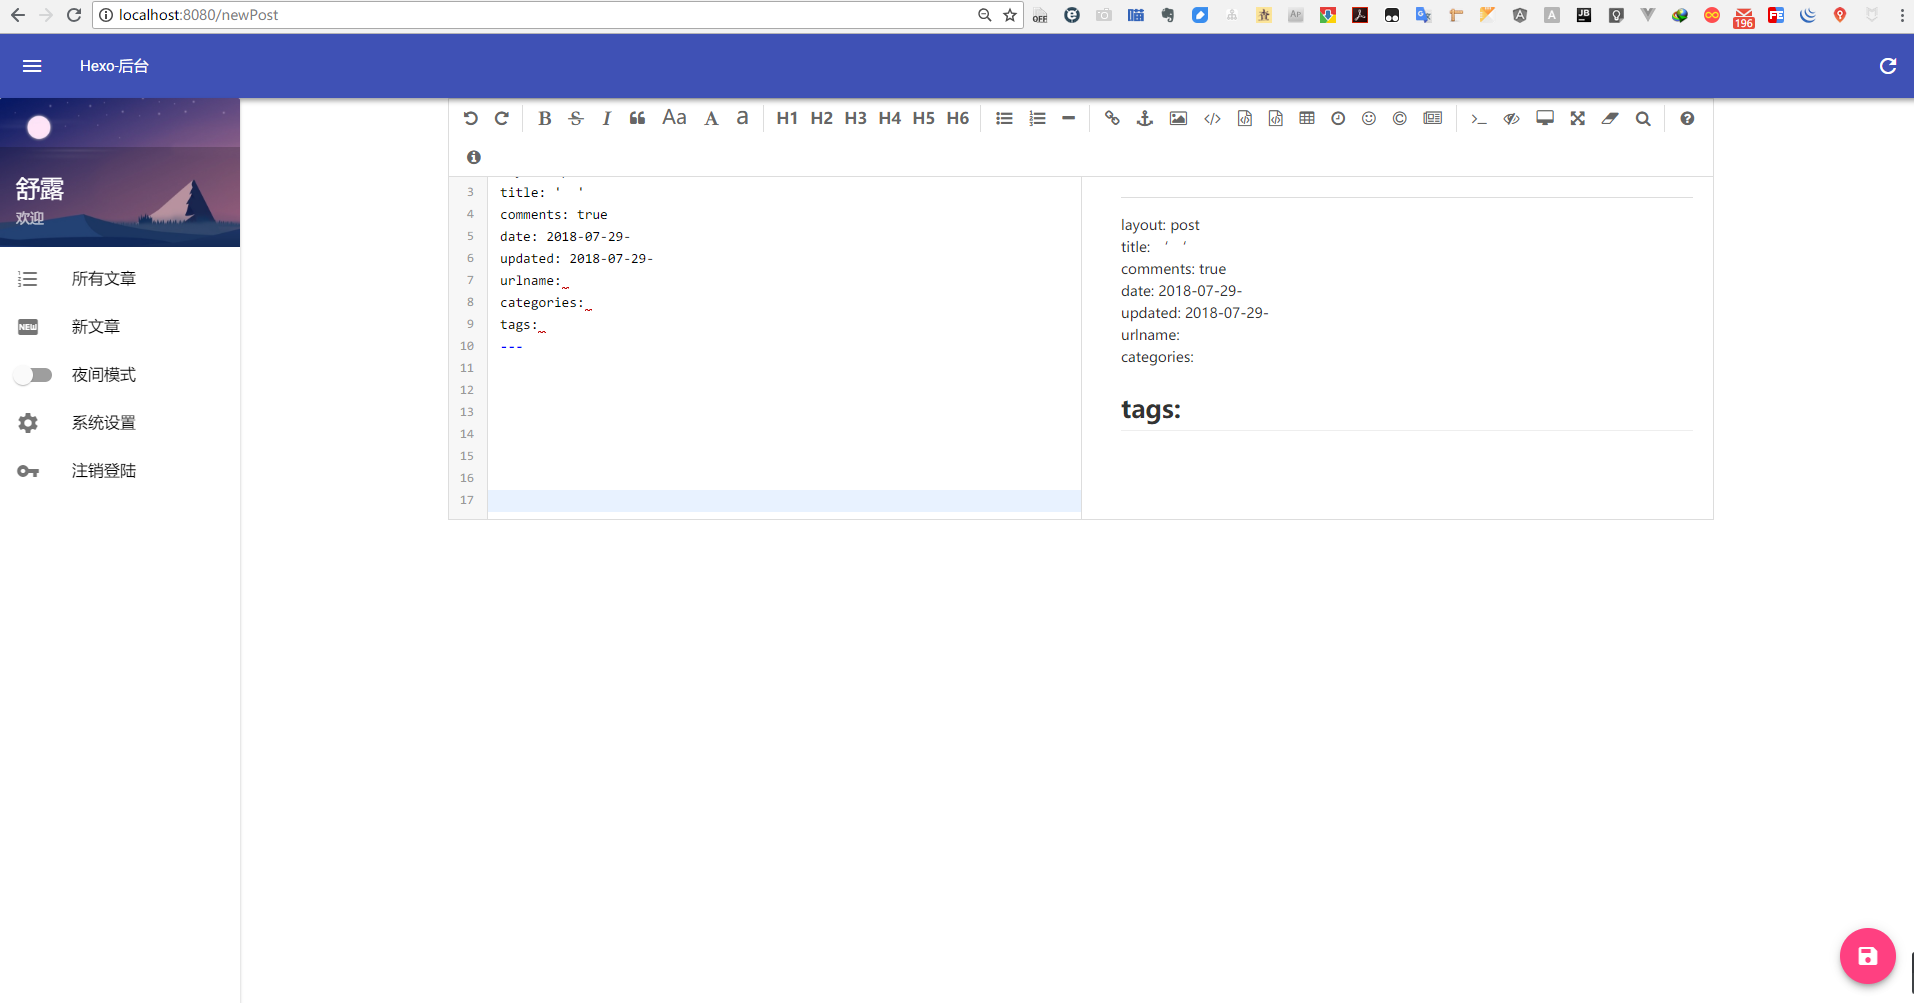 localhost:8080/newPost
OFF
196
Hexo-后台
舒露
欢迎
所有文章
NEW
新文章
夜间模式
系统设置
注销登陆
B S I Aa A a H1 H2 H3 H4 H5 H6
3 title: '  '
4 comments: true
5 date: 2018-07-29-
6 updated: 2018-07-29-
7 urlname:
8 categories:
9 tags:
10 ---
11
12
13
14
15
16
17
layout: post
title: ‘ ‘
comments: true
date: 2018-07-29-
updated: 2018-07-29-
urlname:
categories:
tags: